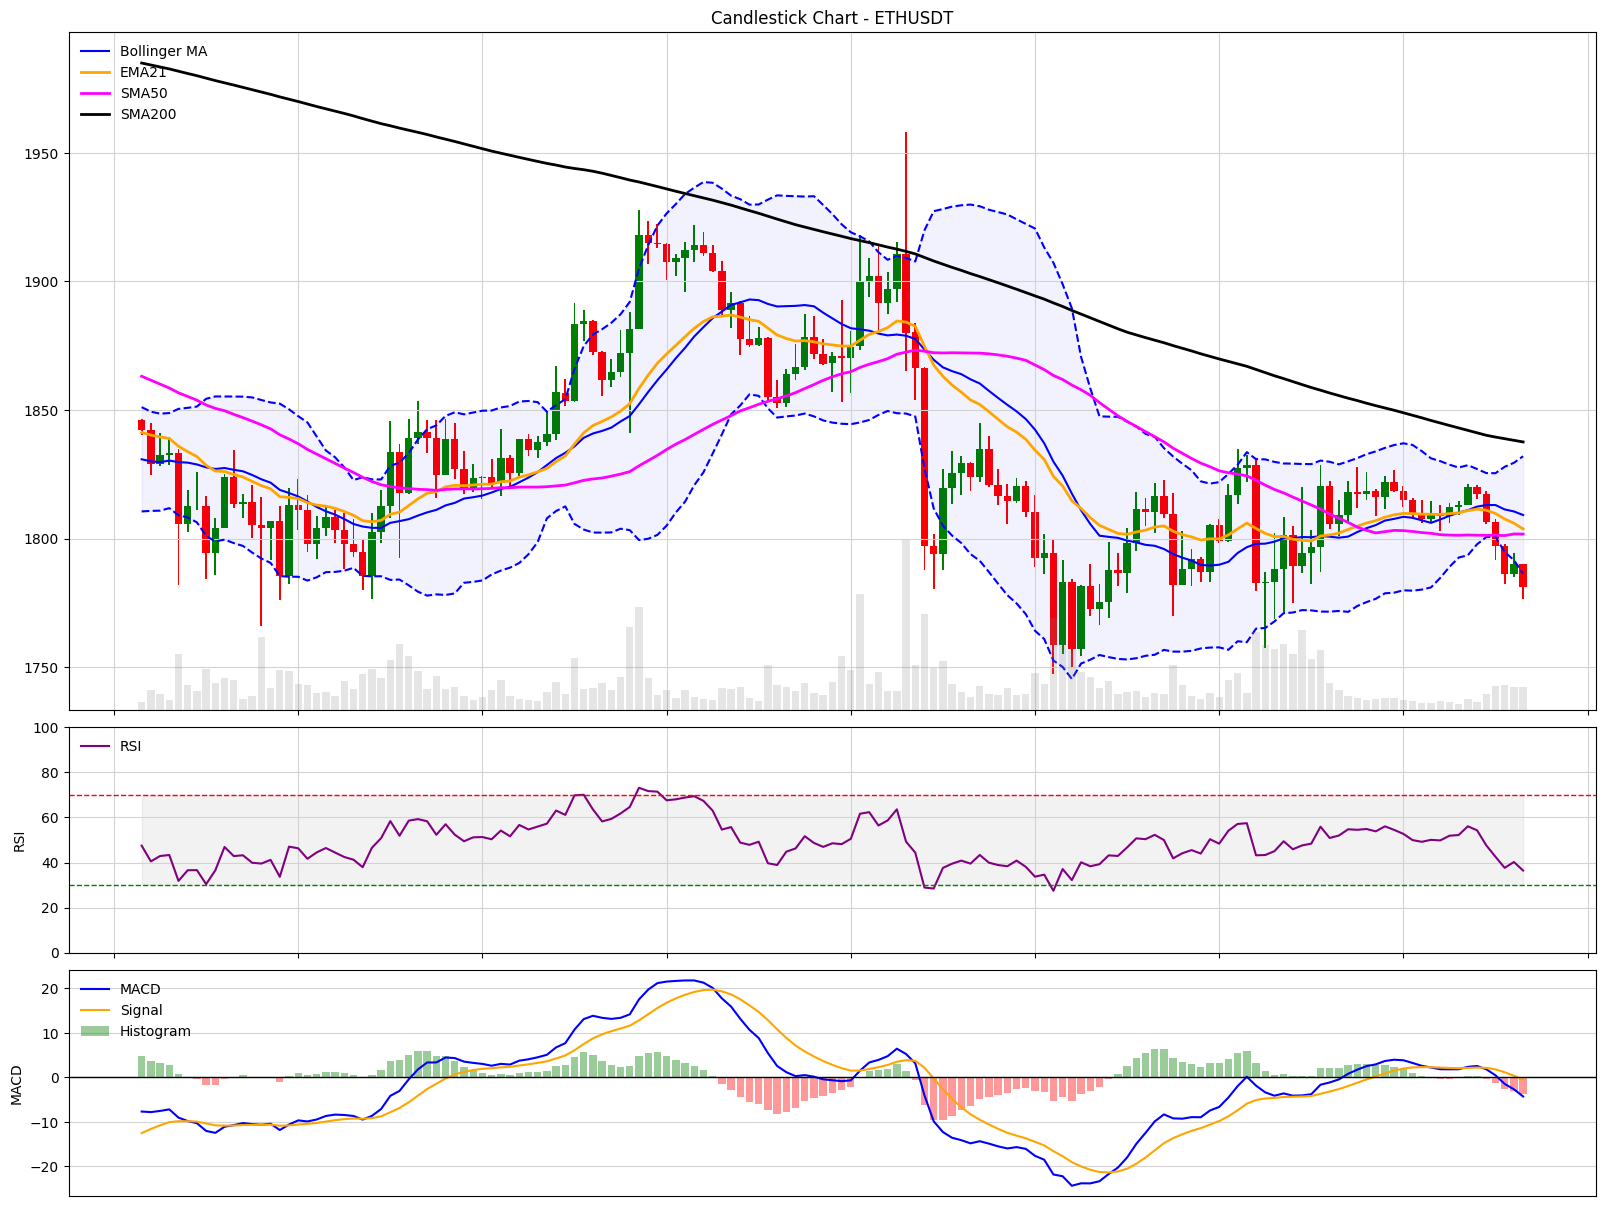 Candlestick Chart - ETHUSDT
Bollinger MA
EMA21
SMA50
SMA200
1950
1900
1850
1800
1750
RSI
100
80
60
40
20
0
RSI
MACD
Signal
Histogram
20
10
0
−10
−20
MACD